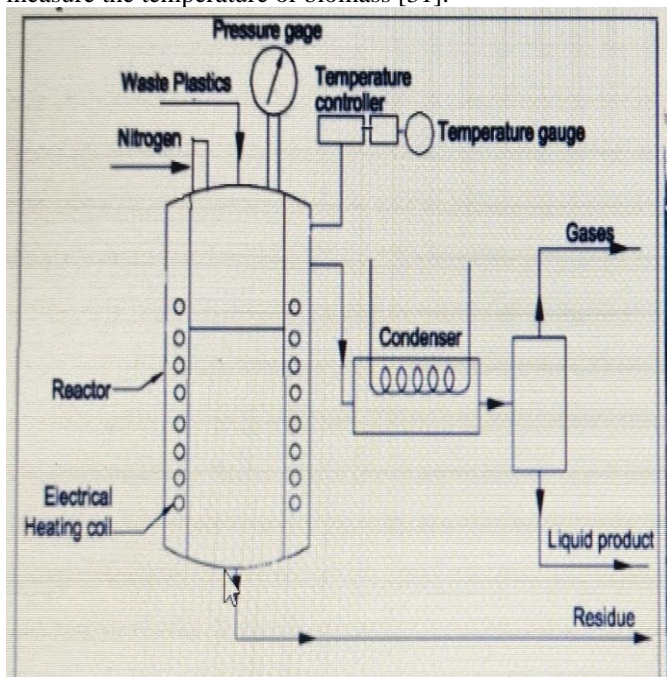 measure the temperature of biomass [31].
Pressure gage
Waste Plastics
Temperature
controller
Nitrogen
Temperature gauge
Gases
Condenser
Reactor
Electrical
Heating coil
Liquid product
Residue